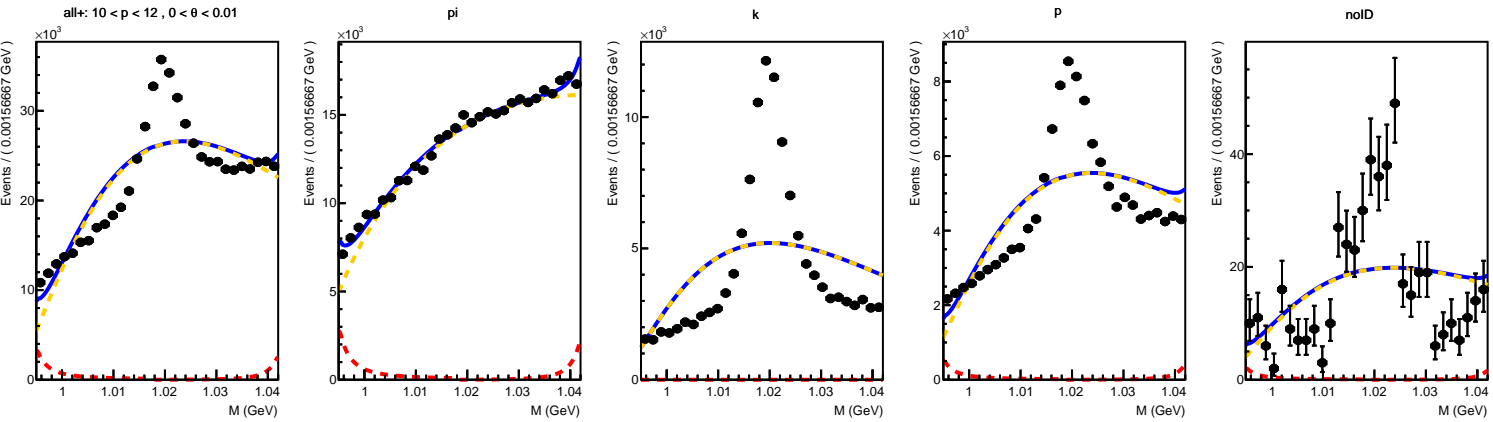 all+: 10 < p < 12 , 0 < θ < 0.01
×10³
Events / ( 0.00156667 GeV )
30
20
10
0
1 1.01 1.02 1.03 1.04
M (GeV)
pi
×10³
Events / ( 0.00156667 GeV )
15
10
5
0
1 1.01 1.02 1.03 1.04
M (GeV)
k
×10³
Events / ( 0.00156667 GeV )
10
5
1 1.01 1.02 1.03 1.04
M (GeV)
p
×10³
Events / ( 0.00156667 GeV )
8
6
4
2
0
1 1.01 1.02 1.03 1.04
M (GeV)
noID
Events / ( 0.00156667 GeV )
40
20
0
1 1.01 1.02 1.03 1.04
M (GeV)